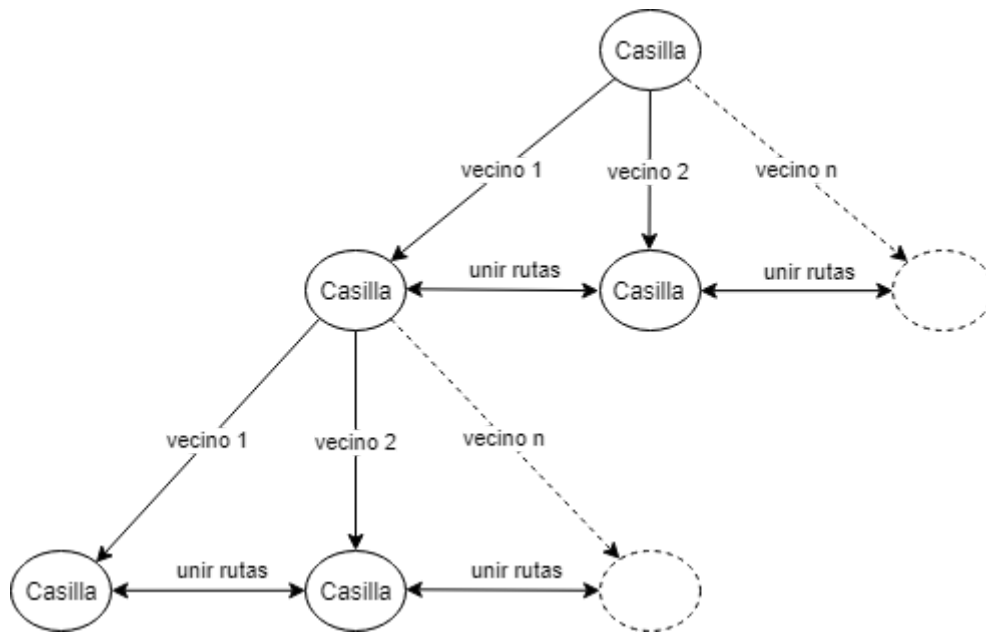 Casilla
vecino 1
vecino 2
vecino n
Casilla
unir rutas
Casilla
unir rutas
vecino 1
vecino 2
vecino n
Casilla
unir rutas
Casilla
unir rutas